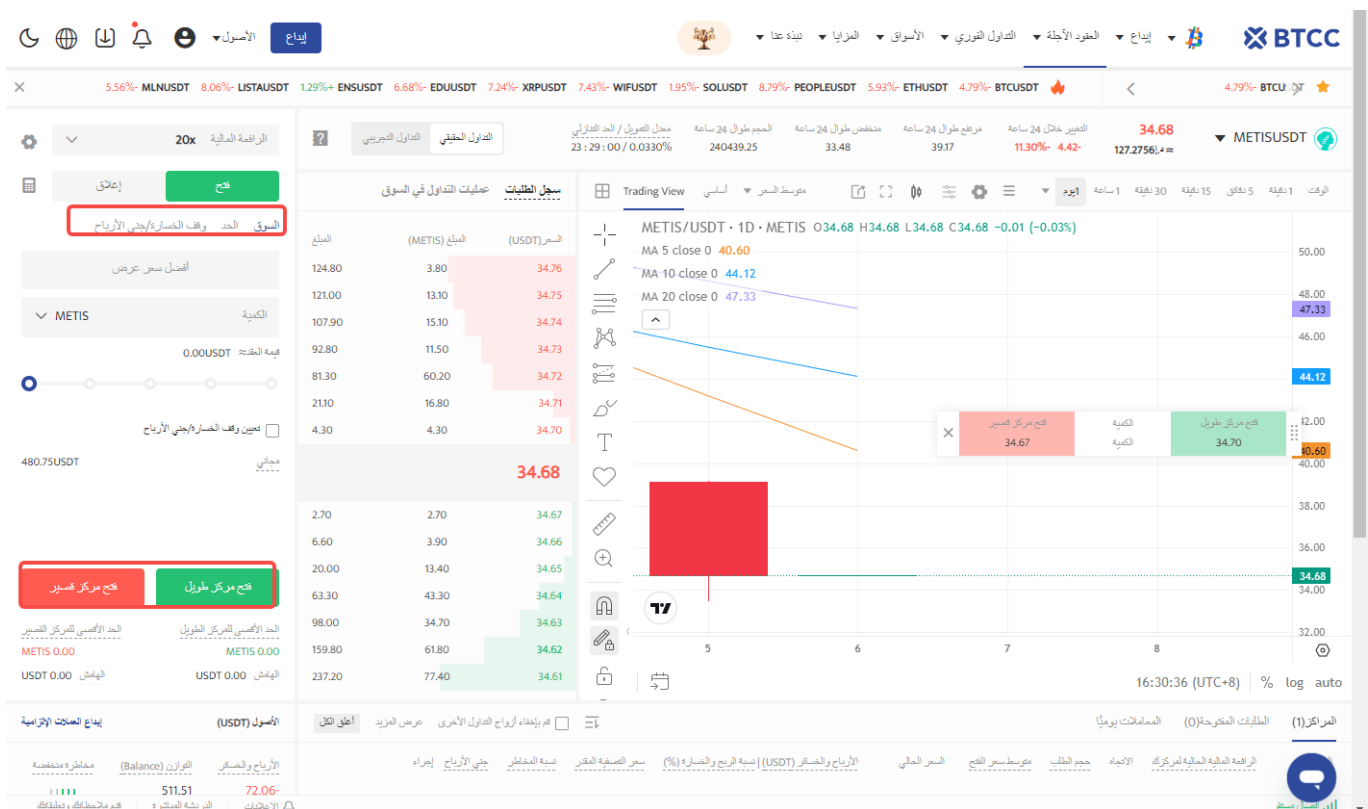 BTCC
إيداع
العقود الآجلة
التداول الفوري
الأسواق
المزايا
نبذة عنا
الأصول
إيداع
4.79%- BTCU
4.79%- BTCUSDT
5.93%- ETHUSDT
8.79%- PEOPLEUSDT
1.95%- SOLUSDT
7.43%- WIFUSDT
7.24%- XRPUSDT
6.68%- EDUUSDT
1.29%+ ENSUSDT
8.06%- LISTAUSDT
5.56%- MLNUSDT
METISUSDT
34.68
127.2756
التغيير خلال 24 ساعة
11.30%- 4.42-
مرتفع طوال 24 ساعة
39.17
منخفض طوال 24 ساعة
33.48
الحجم طوال 24 ساعة
240439.25
معدل التمويل / العد التنازلي
23 : 29 : 00 / 0.0330%
التداول الحقيقي
التداول التجريبي
الوقت 1 دقيقة 5 دقائق 15 دقيقة 30 دقيقة 1 ساعة اليوم
متوسط السعر
أساسي
Trading View
METIS/USDT · 1D · METIS O34.68 H34.68 L34.68 C34.68 -0.01 (-0.03%)
MA 5 close 0 40.60
MA 10 close 0 44.12
MA 20 close 0 47.33
50.00
48.00
47.33
46.00
44.12
2.00
40.60
40.00
38.00
36.00
34.68
34.00
32.00
فتح مركز طويل
34.70
الكمية
الكمية
فتح مركز قصير
34.67
5 6 7 8
16:30:36 (UTC+8) % log auto
سجل الطلبات
عمليات التداول في السوق
السعر(USDT) المبلغ (METIS) المبلغ
34.76 3.80 124.80
34.75 13.10 121.00
34.74 15.10 107.90
34.73 11.50 92.80
34.72 60.20 81.30
34.71 16.80 21.10
34.70 4.30 4.30
34.68
34.67 2.70 2.70
34.66 3.90 6.60
34.65 13.40 20.00
34.64 43.30 63.30
34.63 34.70 98.00
34.62 61.80 159.80
34.61 77.40 237.20
الرافعة المالية 20x
فتح
إغلاق
السوق الحد وقف الخسارة/جني الأرباح
أفضل سعر عرض
الكمية
METIS
قيمة العقد≈ 0.00USDT
تعيين وقف الخسارة/جني الأرباح
مجاني
480.75USDT
فتح مركز طويل
فتح مركز قصير
الحد الأقصى للمركز الطويل
الحد الأقصى للمركز القصير
METIS 0.00
METIS 0.00
الهامش USDT 0.00
الهامش USDT 0.00
المراكز(1)
الطلبات المفتوحة(0)
المعاملات يوميًا
قم بإخفاء أزواج التداول الأخرى
عرض المزيد
أغلق الكل
الرافعة المالية الحالية لمركزك
الاتجاه
حجم الطلب
متوسط سعر الفتح
السعر الحالي
الأرباح والخسائر (USDT) | نسبة الربح والخسارة (%)
سعر التصفية المقدر
نسبة المخاطر
جني الأرباح
إجراء
الأصول (USDT)
إيداع العملات الإلزامية
الأرباح والخسائر
التوازن (Balance)
مخاطرة منخفضة
72.06-
511.51
الإعلانات
الدردشة المباشرة
قدم ملاحظاتك وتعليقاتك